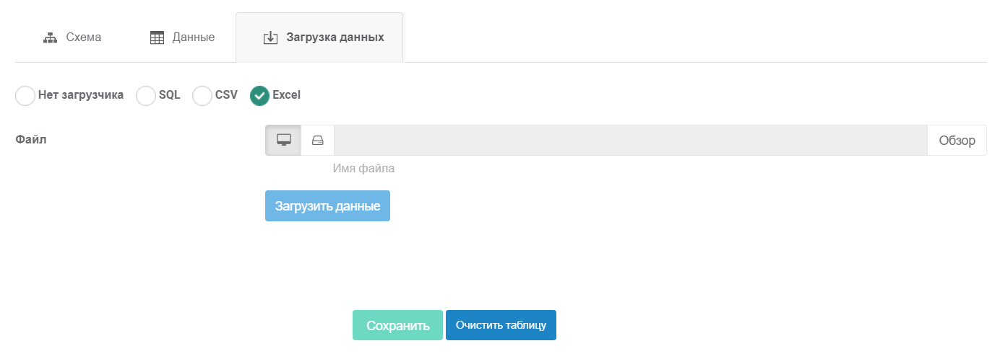 Схема Данные Загрузка данных
Нет загрузчика SQL CSV Excel
Файл Обзор
Имя файла
Загрузить данные
Сохранить Очистить таблицу